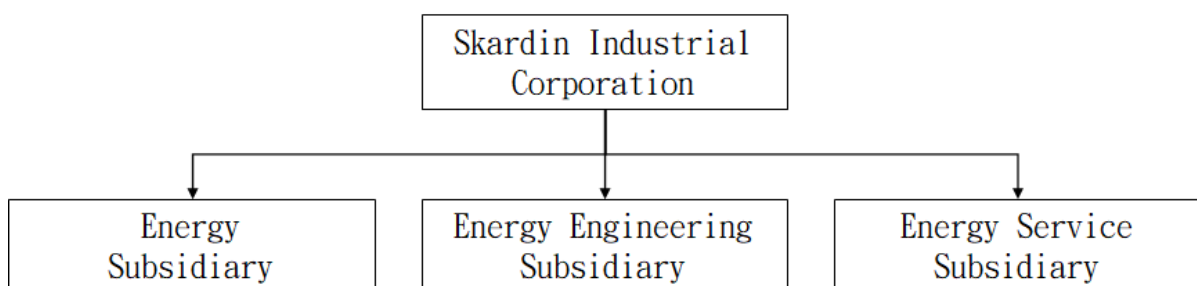 Skardin Industrial
Corporation
Energy
Subsidiary
Energy Engineering
Subsidiary
Energy Service
Subsidiary